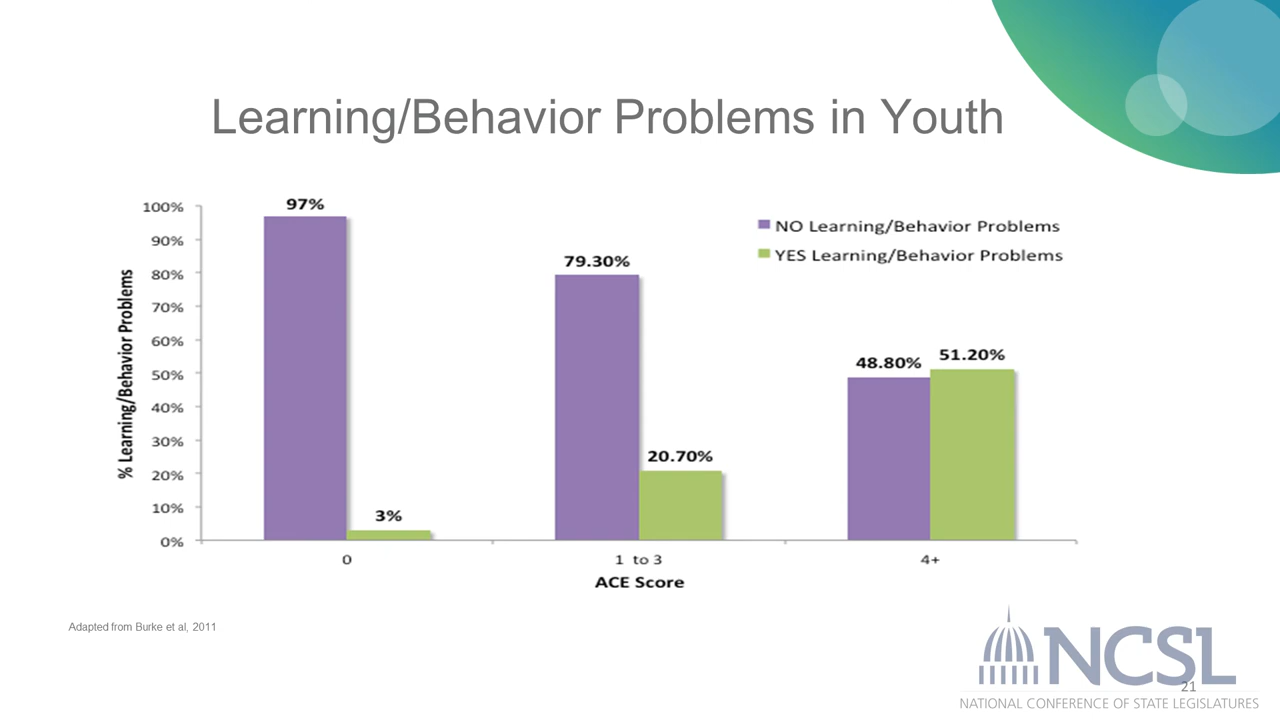 Learning/Behavior Problems in Youth
97%
100%
90%
80%
70%
60%
50%
40%
30%
20%
10%
0%
% Learning/Behavior Problems
NO Learning/Behavior Problems
YES Learning/Behavior Problems
79.30%
48.80%
51.20%
20.70%
3%
0
1 to 3
4+
ACE Score
Adapted from Burke et al, 2011
NCSL
21
NATIONAL CONFERENCE OF STATE LEGISLATURES